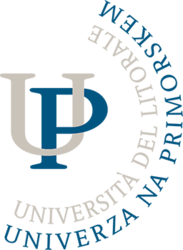 UP
UNIVERSITÀ DEL LITORALE
UNIVERZA NA PRIMORSKEM